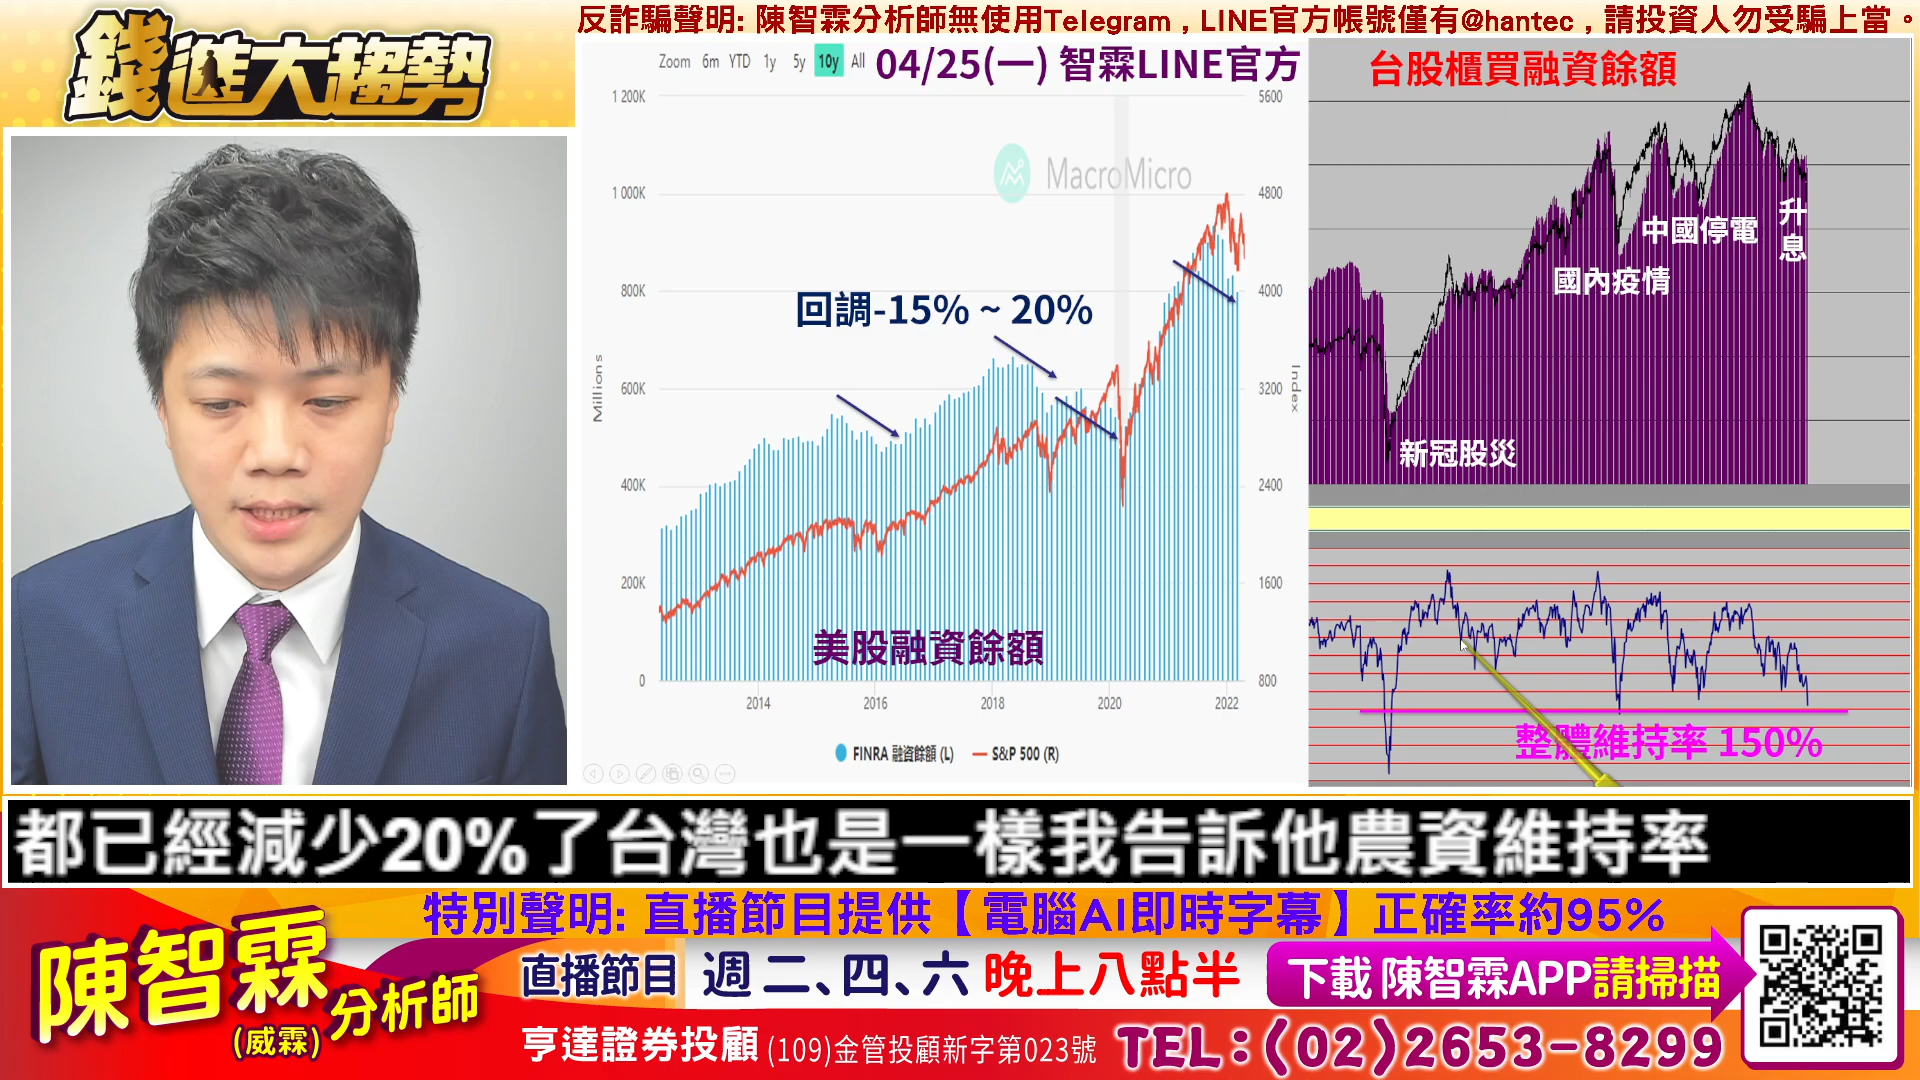 反詐騙聲明: 陳智霖分析師無使用Telegram , LINE官方帳號僅有@hantec , 請投資人勿受騙上當。
錢進大趨勢
Zoom 6m YTD 1y 5y 10y All
04/25(一) 智霖LINE官方
台股櫃買融資餘額
1 200K
1 000K
800K
600K
400K
200K
0
Millions
5600
4800
4000
3200
2400
1600
800
Index
MacroMicro
回調-15% ~ 20%
美股融資餘額
2014 2016 2018 2020 2022
FINRA 融資餘額 (L) S&P 500 (R)
升息
中國停電
國內疫情
新冠股災
整體維持率 150%
都已經減少20%了台灣也是一樣我告訴他農資維持率
特別聲明: 直播節目提供【電腦AI即時字幕】正確率約95%
陳智霖分析師
(威霖)
直播節目 週二、四、六 晚上八點半
下載 陳智霖APP請掃描
亨達證券投顧 (109)金管投顧新字第023號 TEL:(02)2653-8299